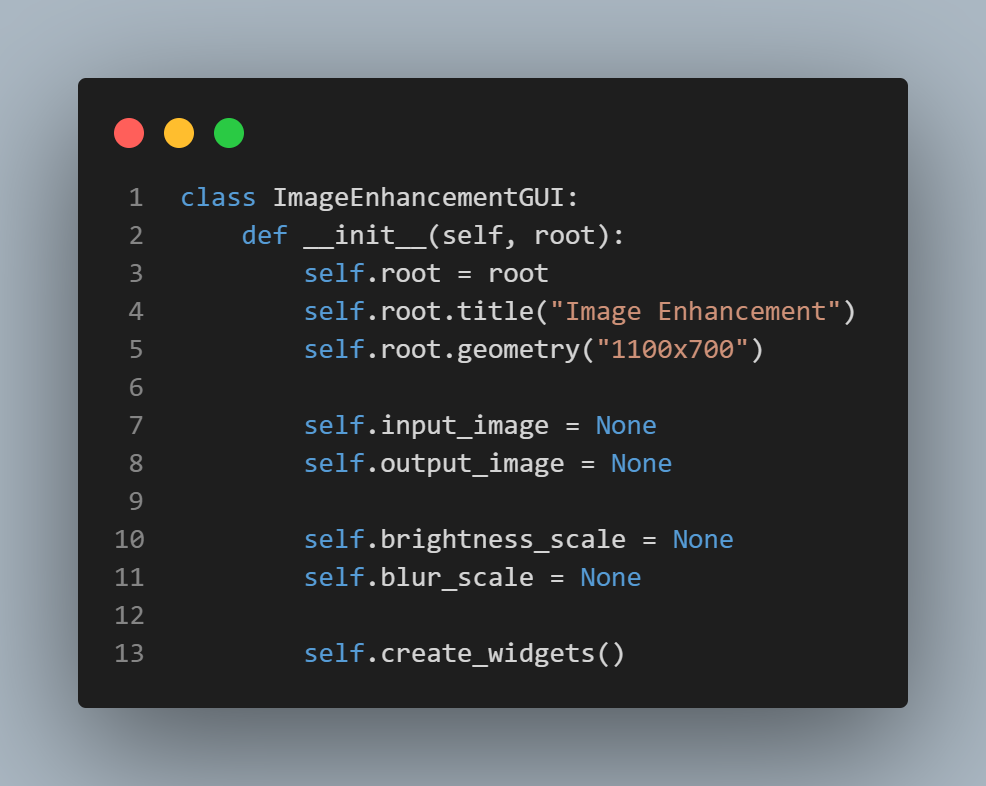 1 class ImageEnhancementGUI:
2     def __init__(self, root):
3         self.root = root
4         self.root.title("Image Enhancement")
5         self.root.geometry("1100x700")
6
7         self.input_image = None
8         self.output_image = None
9
10         self.brightness_scale = None
11         self.blur_scale = None
12
13         self.create_widgets()